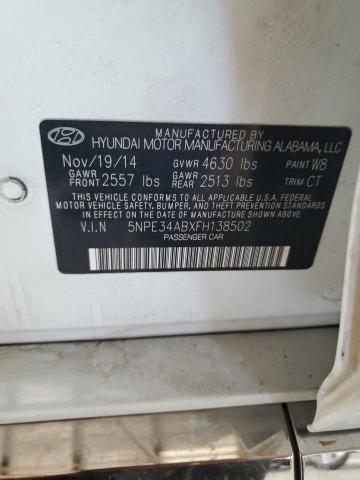 MANUFACTURED BY
HYUNDAI MOTOR MANUFACTURING ALABAMA, LLC
Nov/19/14 GVWR 4630 lbs PAINT W8
GAWR FRONT 2557 lbs GAWR REAR 2513 lbs TRIM CT
THIS VEHICLE CONFORMS TO ALL APPLICABLE U.S.A. FEDERAL
MOTOR VEHICLE SAFETY, BUMPER, AND THEFT PREVENTION
STANDARDS IN EFFECT ON THE DATE OF MANUFACTURE SHOWN ABOVE.
V.I.N 5NPE34ABXFH138502
PASSENGER CAR